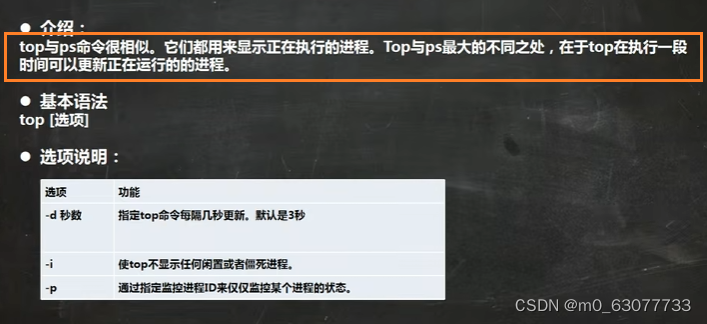 ● 介绍：
top与ps命令很相似。它们都用来显示正在执行的进程。Top与ps最大的不同之处，在于top在执行一段
时间可以更新正在运行的的进程。
● 基本语法
top [选项]
● 选项说明：
选项 功能
-d 秒数 指定top命令每隔几秒更新。默认是3秒
-i 使top不显示任何闲置或者僵死进程。
-p 通过指定监控进程ID来仅仅监控某个进程的状态。
CSDN @m0_63077733